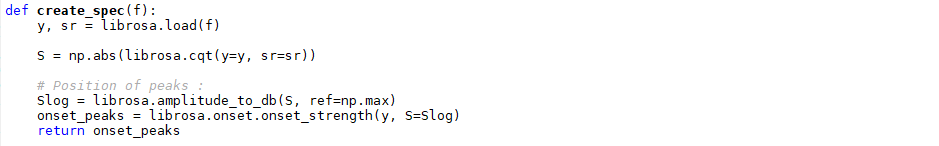 def create_spec(f):
    y, sr = librosa.load(f)
    S = np.abs(librosa.cqt(y=y, sr=sr))
    # Position of peaks :
    Slog = librosa.amplitude_to_db(S, ref=np.max)
    onset_peaks = librosa.onset.onset_strength(y, S=Slog)
    return onset_peaks